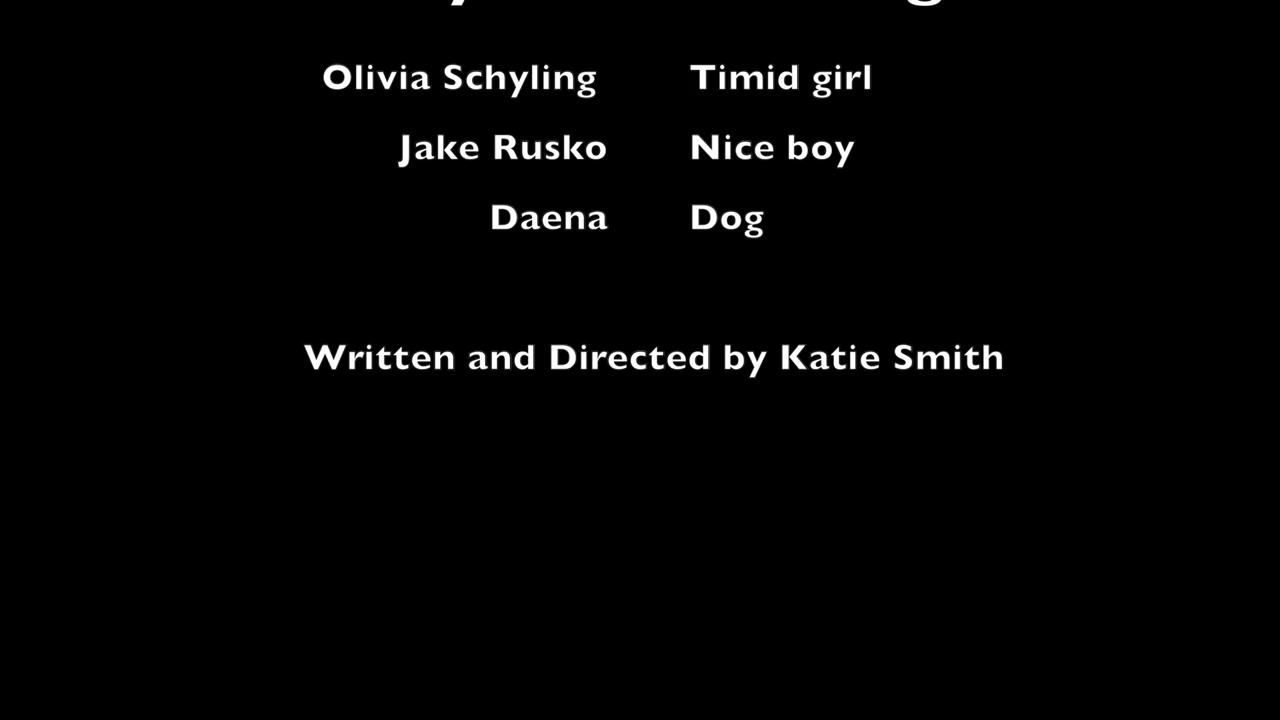 Olivia Schyling Timid girl
Jake Rusko Nice boy
Daena Dog
Written and Directed by Katie Smith